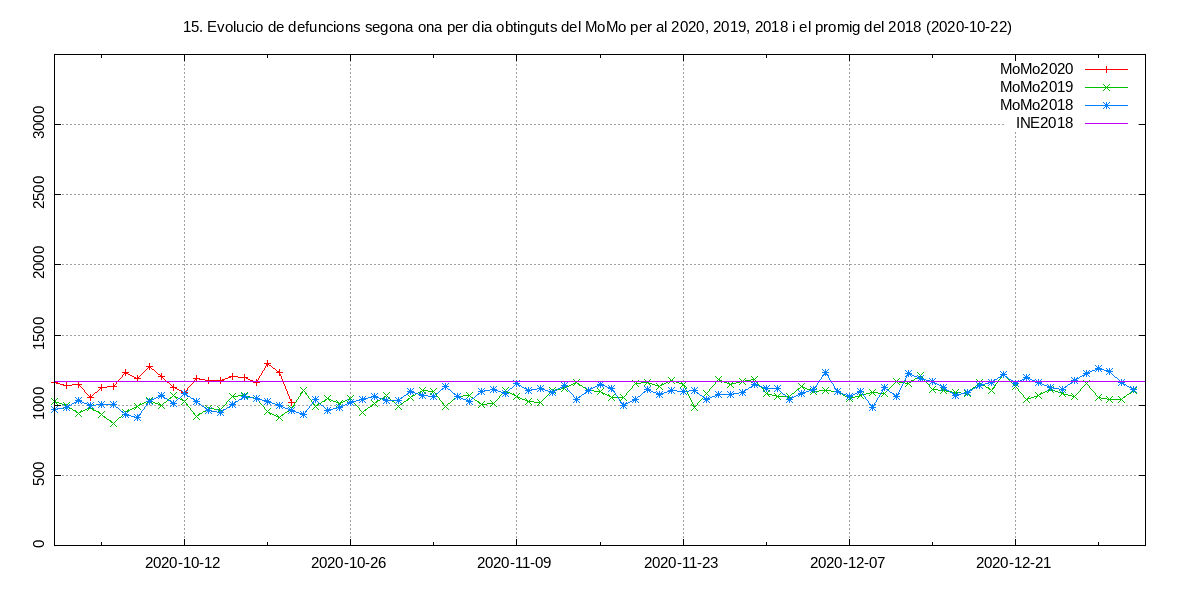 15. Evolucio de defuncions segona ona per dia obtinguts del MoMo per al 2020, 2019, 2018 i el promig del 2018 (2020-10-22)
MoMo2020
MoMo2019
MoMo2018
INE2018
3000
2500
2000
1500
1000
500
0
2020-10-12 2020-10-26 2020-11-09 2020-11-23 2020-12-07 2020-12-21